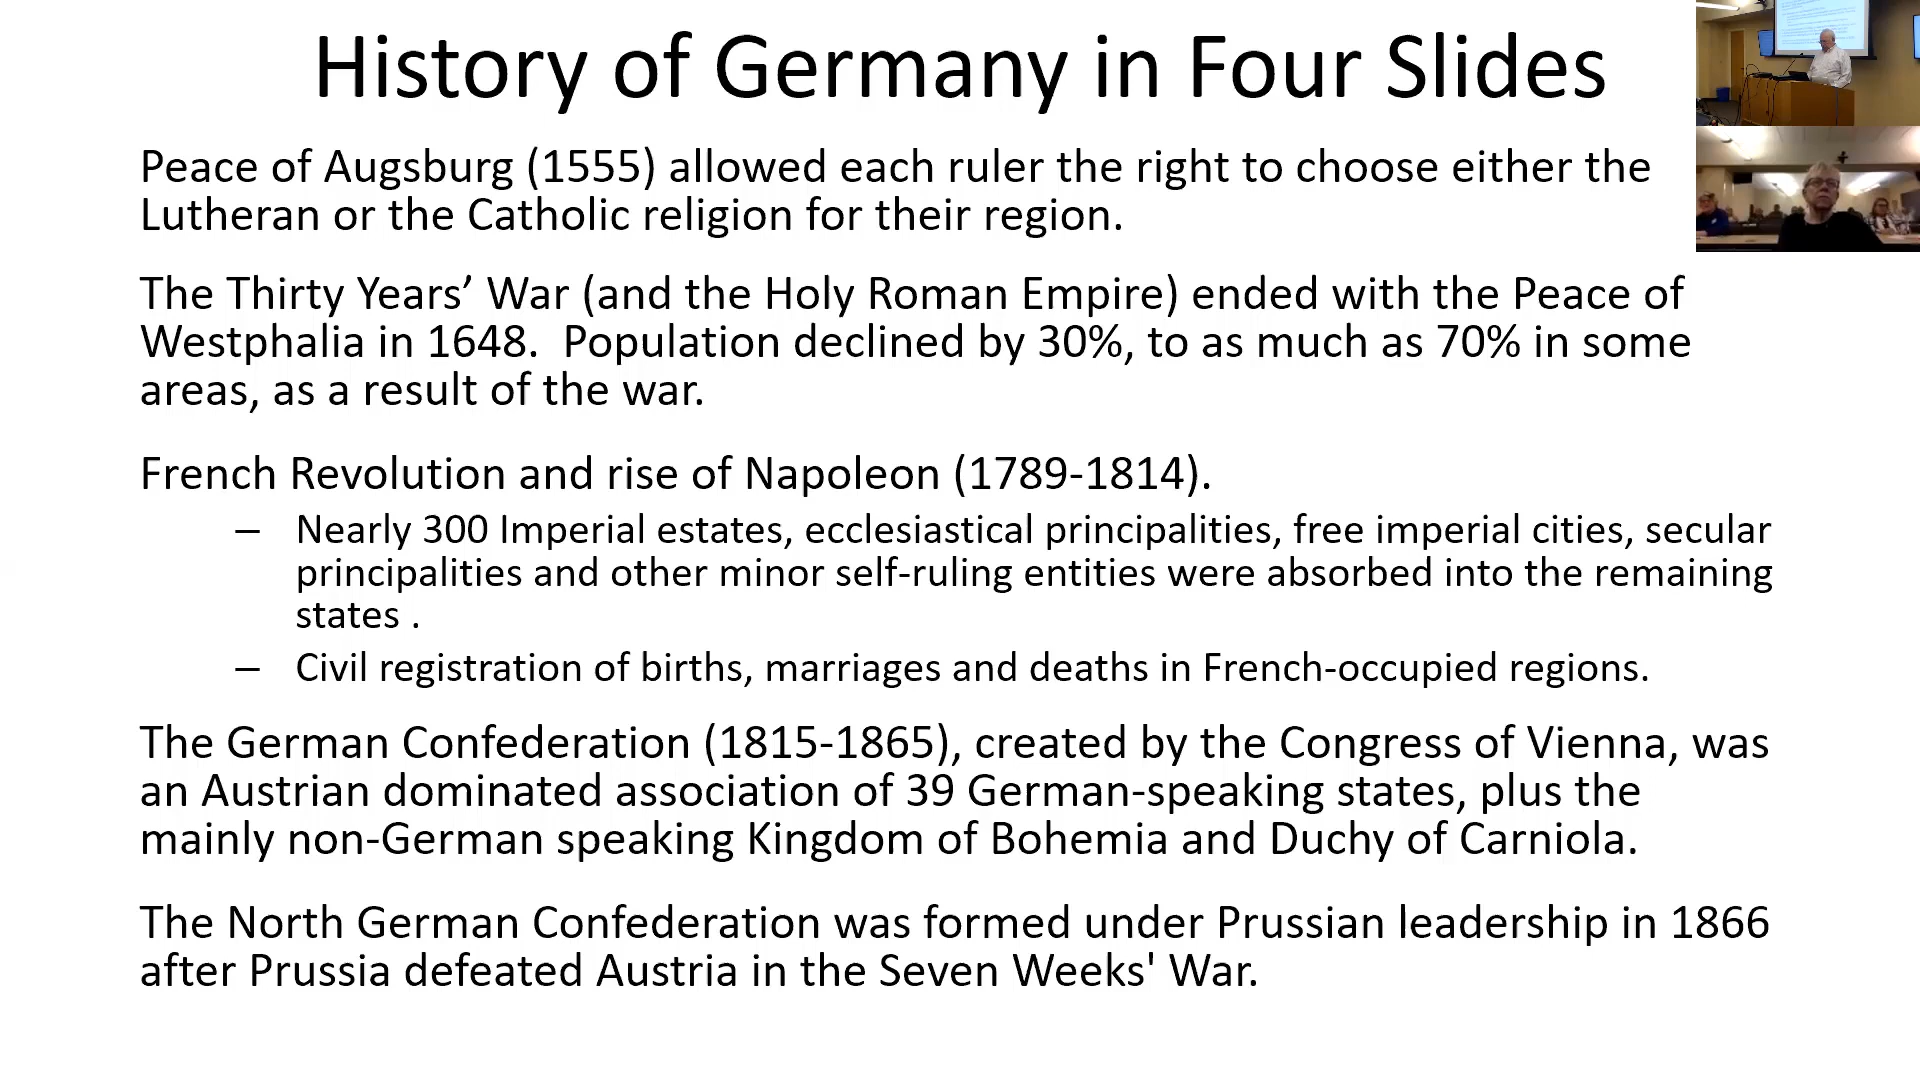 History of Germany in Four Slides
Peace of Augsburg (1555) allowed each ruler the right to choose either the
Lutheran or the Catholic religion for their region.
The Thirty Years’ War (and the Holy Roman Empire) ended with the Peace of
Westphalia in 1648.  Population declined by 30%, to as much as 70% in some
areas, as a result of the war.
French Revolution and rise of Napoleon (1789-1814).
– Nearly 300 Imperial estates, ecclesiastical principalities, free imperial cities, secular
principalities and other minor self-ruling entities were absorbed into the remaining
states .
– Civil registration of births, marriages and deaths in French-occupied regions.
The German Confederation (1815-1865), created by the Congress of Vienna, was
an Austrian dominated association of 39 German-speaking states, plus the
mainly non-German speaking Kingdom of Bohemia and Duchy of Carniola.
The North German Confederation was formed under Prussian leadership in 1866
after Prussia defeated Austria in the Seven Weeks' War.